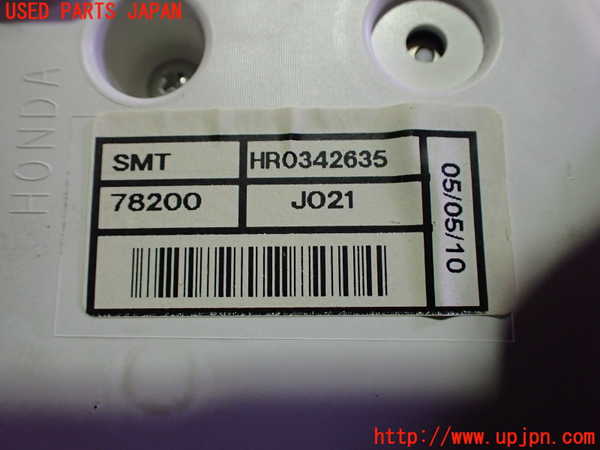 USED PARTS JAPAN
HONDA
SMT HR0342635
78200 J021
05/05/10
http://www.upjpn.com/